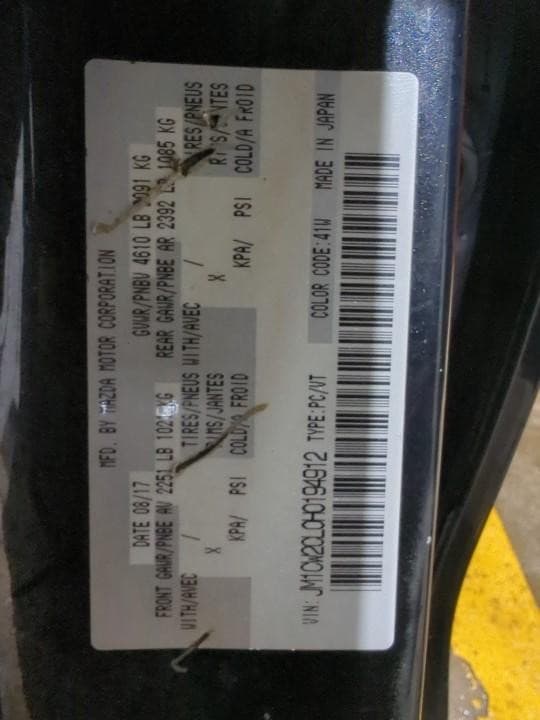 MFD. BY MAZDA MOTOR CORPORATION
DATE 08/17 GVWR/PNBV 4610 LB KG
FRONT GAWR/PNBE AV 2251 LB KG REAR GAWR/PNBE AR 2392 LB 1085 KG
WITH/AVEC / TIRES/PNEUS WITH/AVEC / TIRES/PNEUS
X RIMS/JANTES X RIMS/JANTES
KPA/ PSI COLD/A FROID KPA/ PSI COLD/A FROID
VIN: JM1CW2CL0H0194912 TYPE:PC/VT COLOR CODE:41W MADE IN JAPAN